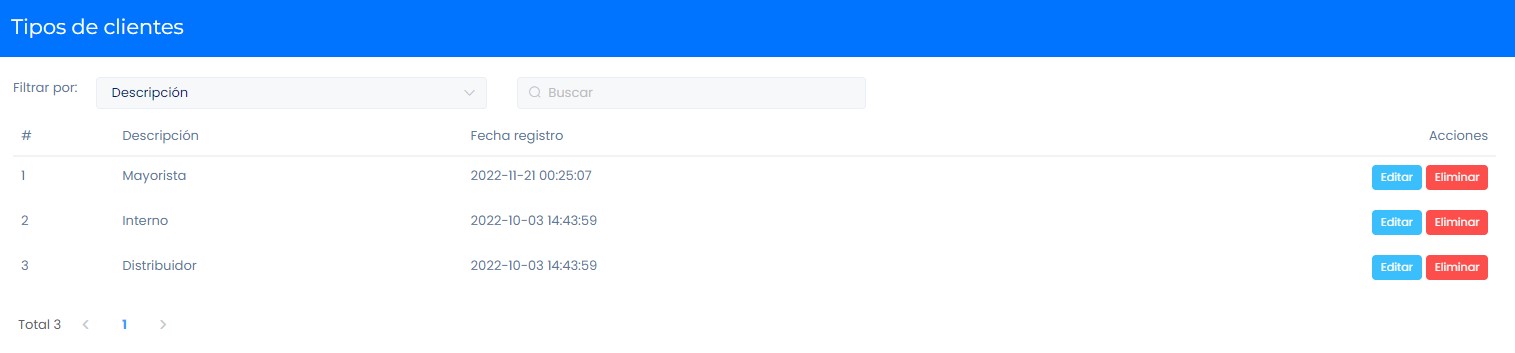 Tipos de clientes
Filtrar por: Descripción Buscar
# Descripción Fecha registro Acciones
1 Mayorista 2022-11-21 00:25:07 Editar Eliminar
2 Interno 2022-10-03 14:43:59 Editar Eliminar
3 Distribuidor 2022-10-03 14:43:59 Editar Eliminar
Total 3 1